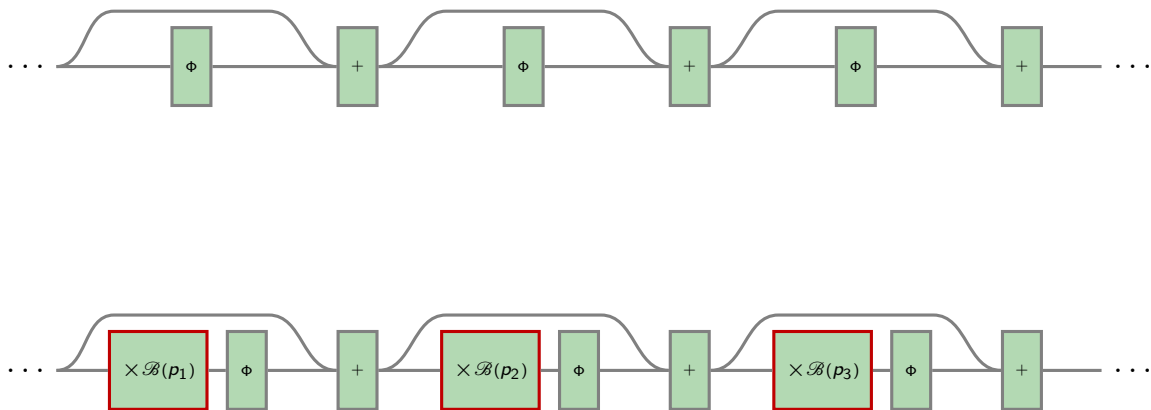 ... Φ + Φ + Φ + ...
... × ℬ(p₁) Φ + × ℬ(p₂) Φ + × ℬ(p₃) Φ + ...